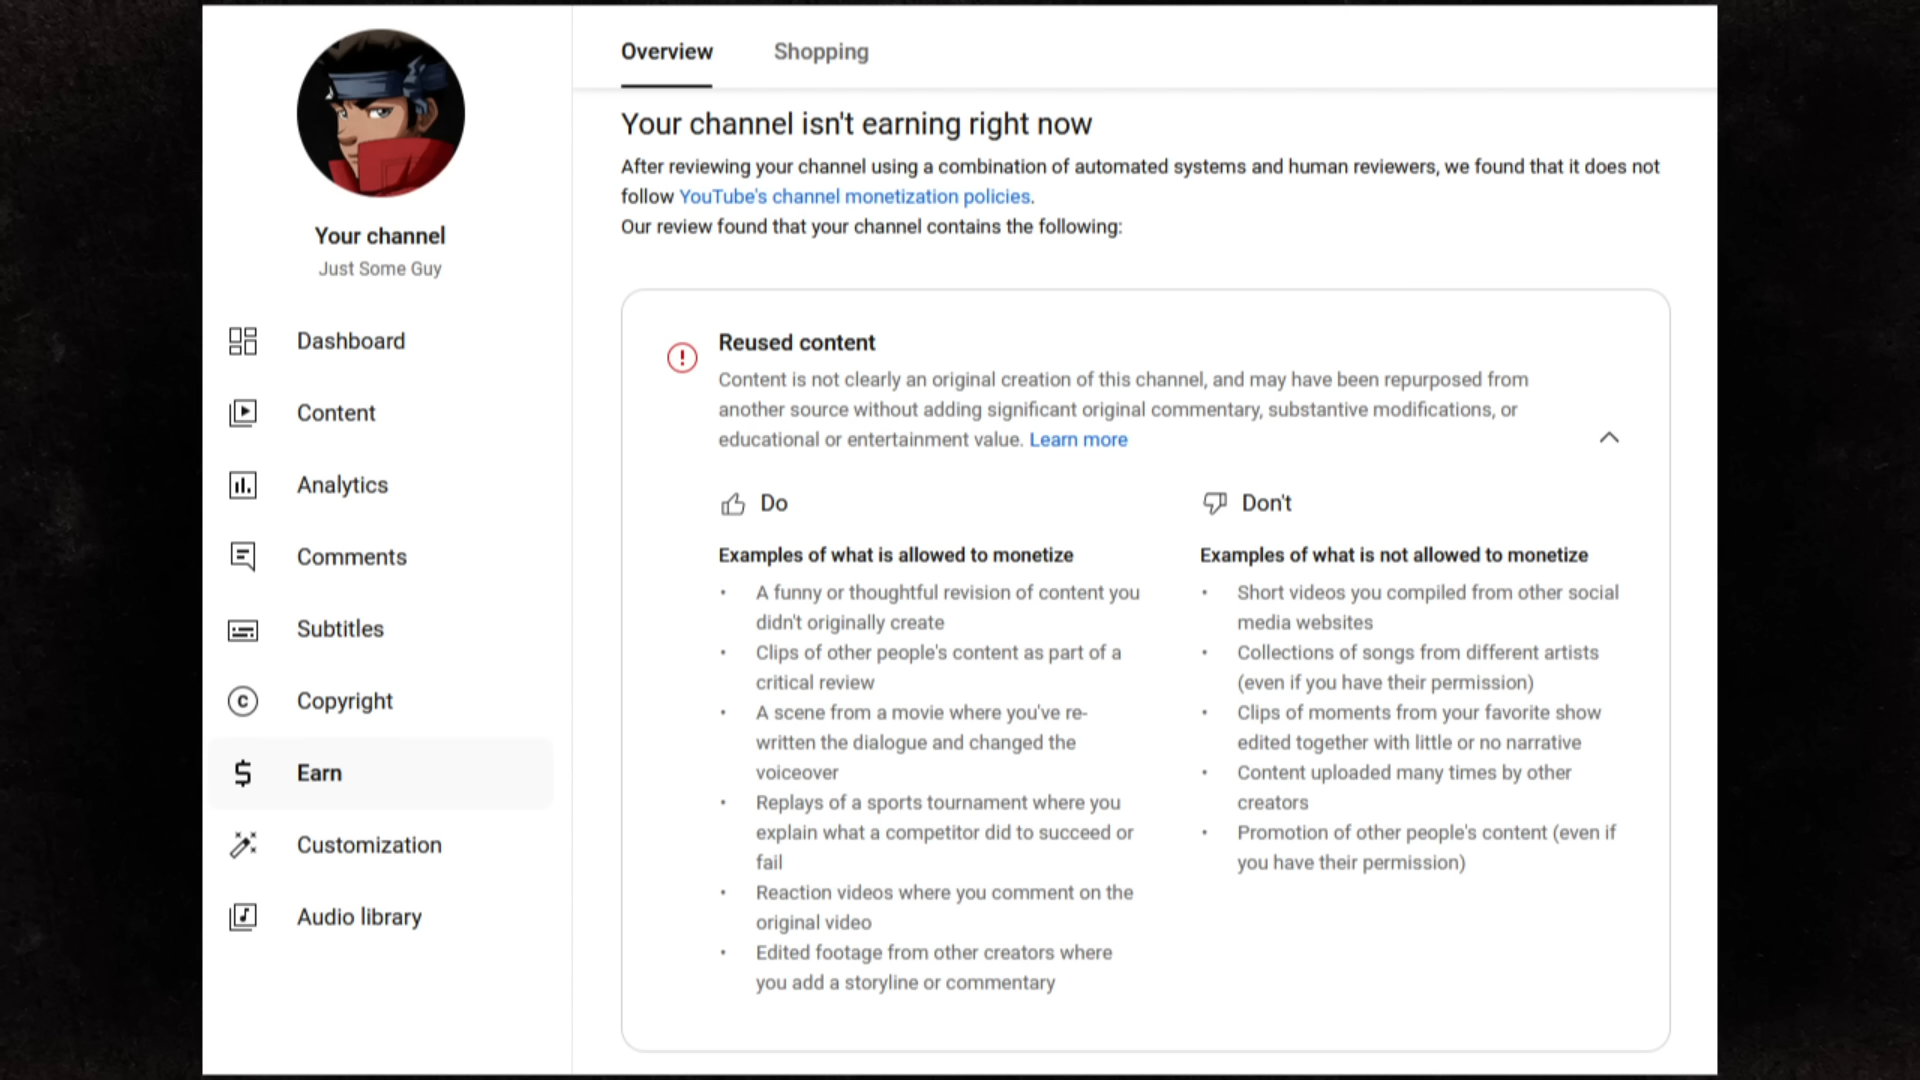 Your channel
Just Some Guy
Dashboard
Content
Analytics
Comments
Subtitles
Copyright
Earn
Customization
Audio library
Overview
Shopping
Your channel isn't earning right now
After reviewing your channel using a combination of automated systems and human reviewers, we found that it does not
follow YouTube's channel monetization policies.
Our review found that your channel contains the following:
Reused content
Content is not clearly an original creation of this channel, and may have been repurposed from
another source without adding significant original commentary, substantive modifications, or
educational or entertainment value. Learn more
Do
Examples of what is allowed to monetize
• A funny or thoughtful revision of content you
didn't originally create
• Clips of other people's content as part of a
critical review
• A scene from a movie where you've re-
written the dialogue and changed the
voiceover
• Replays of a sports tournament where you
explain what a competitor did to succeed or
fail
• Reaction videos where you comment on the
original video
• Edited footage from other creators where
you add a storyline or commentary
Don't
Examples of what is not allowed to monetize
• Short videos you compiled from other social
media websites
• Collections of songs from different artists
(even if you have their permission)
• Clips of moments from your favorite show
edited together with little or no narrative
• Content uploaded many times by other
creators
• Promotion of other people's content (even if
you have their permission)